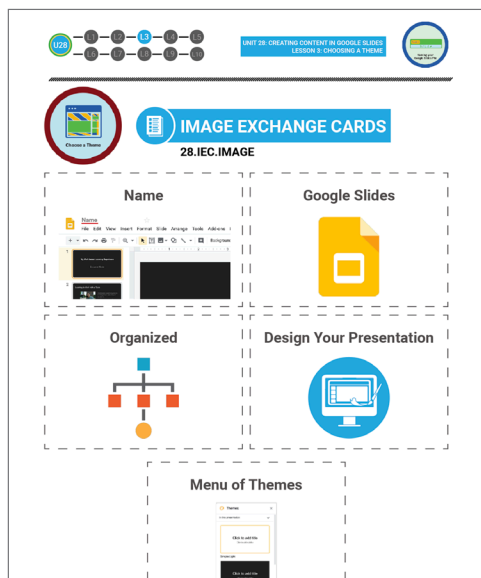 U28
L1
L2
L3
L4
L5
L6
L7
L8
L9
L10
UNIT 28: CREATING CONTENT IN GOOGLE SLIDES
LESSON 3: CHOOSING A THEME
Choose a Theme
IMAGE EXCHANGE CARDS
28.IEC.IMAGE
Name
Name
File Edit View Insert Format Slide Arrange Tools Add-ons
Background
1
2
Google Slides
Organized
Design Your Presentation
Menu of Themes
Themes
Click to add title
Click to add title